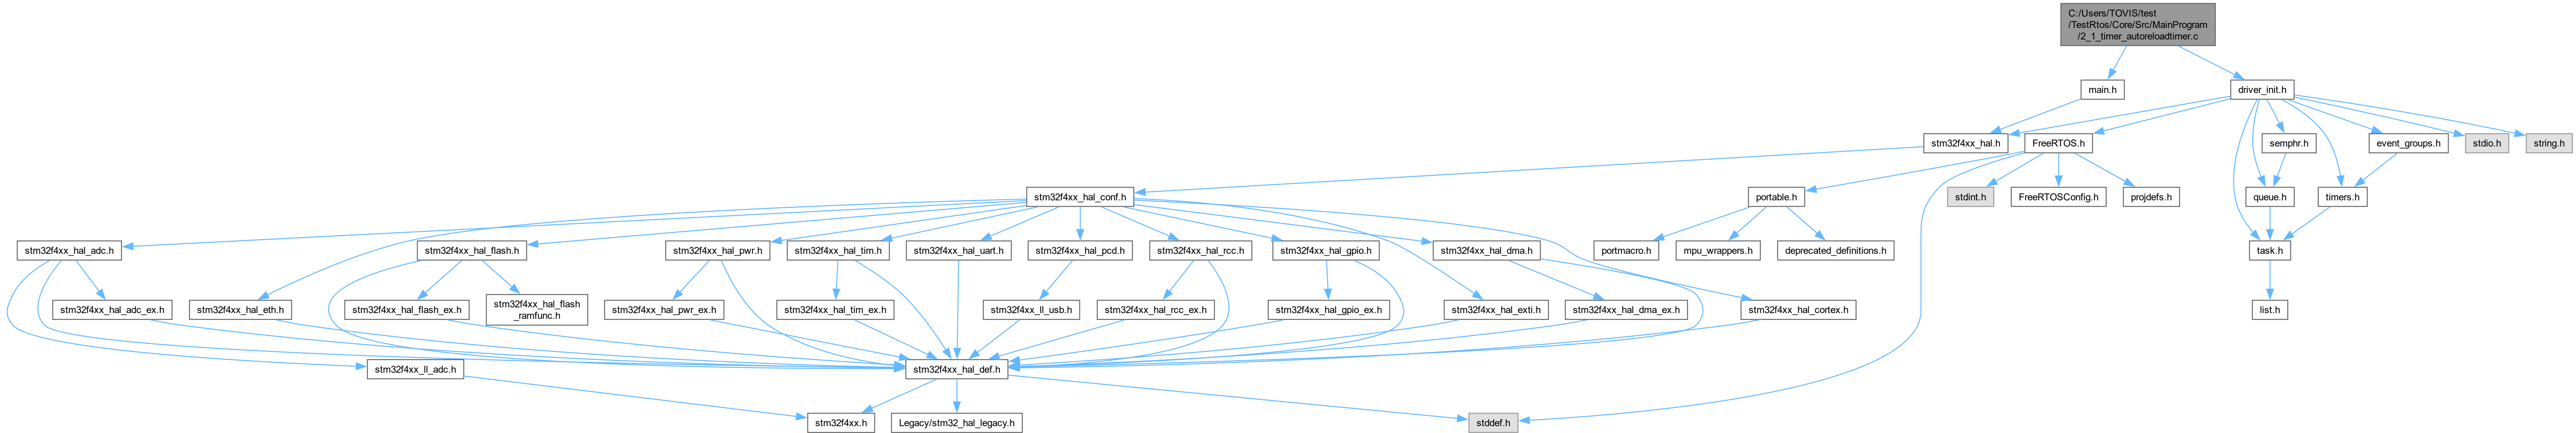 C:/Users/TOVIS/test
/TestRtos/Core/Src/MainProgram
/2_1_timer_autoreloadtimer.c
main.h
driver_init.h
stm32f4xx_hal.h
FreeRTOS.h
semphr.h
event_groups.h
stdio.h
string.h
stm32f4xx_hal_conf.h
portable.h
stdint.h
FreeRTOSConfig.h
projdefs.h
queue.h
timers.h
stm32f4xx_hal_adc.h
stm32f4xx_hal_flash.h
stm32f4xx_hal_pwr.h
stm32f4xx_hal_tim.h
stm32f4xx_hal_uart.h
stm32f4xx_hal_pcd.h
stm32f4xx_hal_rcc.h
stm32f4xx_hal_gpio.h
stm32f4xx_hal_dma.h
portmacro.h
mpu_wrappers.h
deprecated_definitions.h
task.h
stm32f4xx_hal_adc_ex.h
stm32f4xx_hal_eth.h
stm32f4xx_hal_flash_ex.h
stm32f4xx_hal_flash
_ramfunc.h
stm32f4xx_hal_pwr_ex.h
stm32f4xx_hal_tim_ex.h
stm32f4xx_ll_usb.h
stm32f4xx_hal_rcc_ex.h
stm32f4xx_hal_gpio_ex.h
stm32f4xx_hal_exti.h
stm32f4xx_hal_dma_ex.h
stm32f4xx_hal_cortex.h
list.h
stm32f4xx_ll_adc.h
stm32f4xx_hal_def.h
stm32f4xx.h
Legacy/stm32_hal_legacy.h
stddef.h